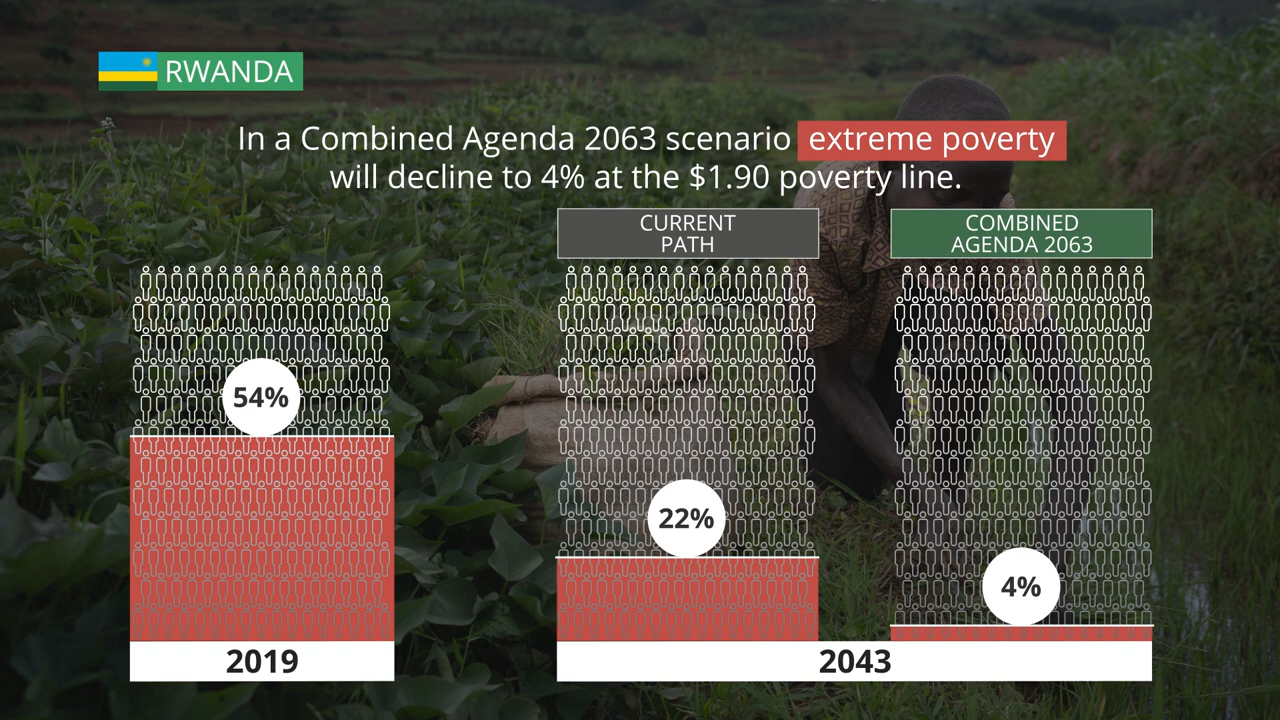 RWANDA
In a Combined Agenda 2063 scenario extreme poverty
will decline to 4% at the $1.90 poverty line.
CURRENT
PATH
COMBINED
AGENDA 2063
54%
22%
4%
2019
2043